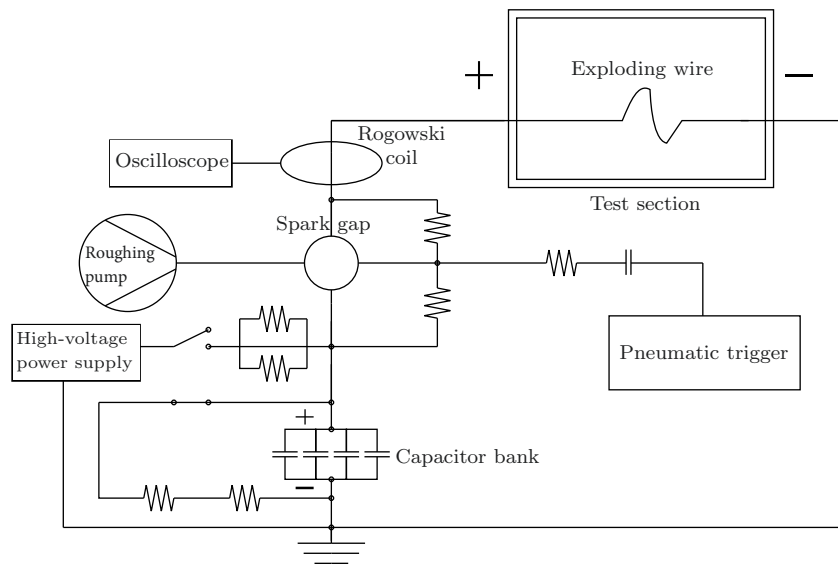 +
−
Exploding wire
Rogowski
coil
Oscilloscope
Test section
Spark gap
Roughing
pump
High-voltage
power supply
Pneumatic trigger
+
Capacitor bank
−